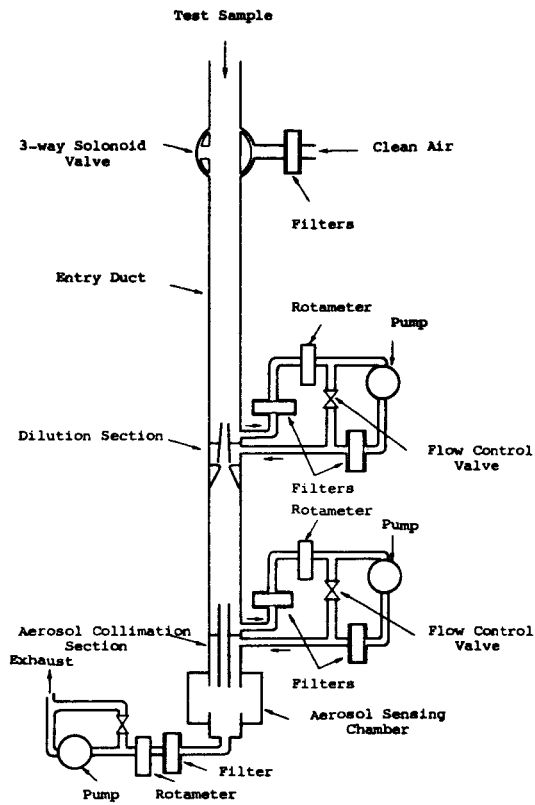 Test Sample
3-way Solonoid
Valve
Clean Air
Filters
Entry Duct
Rotameter
Pump
Dilution Section
Flow Control
Valve
Filters
Rotameter
Pump
Aerosol Collimation
Section
Flow Control
Valve
Exhaust
Filters
Aerosol Sensing
Chamber
Filter
Pump
Rotameter